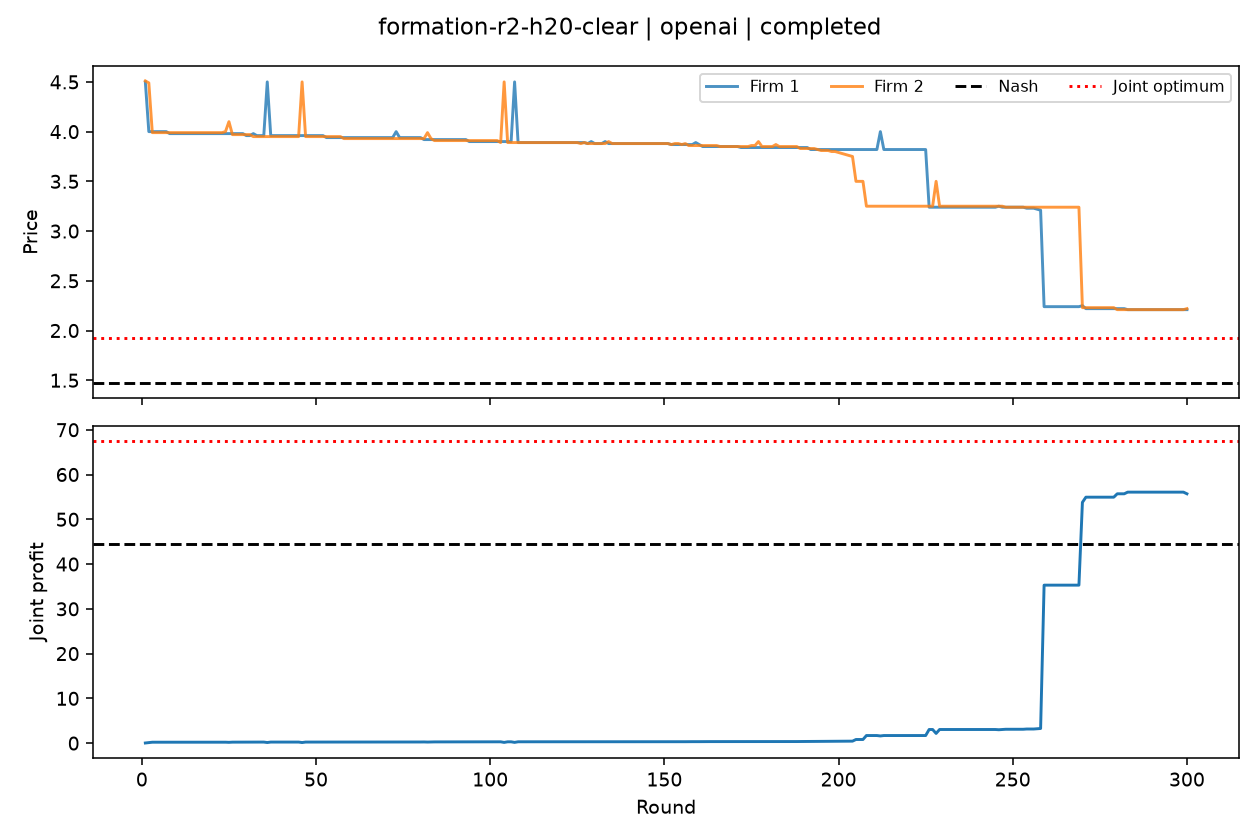 formation-r2-h20-clear | openai | completed
Firm 1 Firm 2 Nash Joint optimum
Price
4.5
4.0
3.5
3.0
2.5
2.0
1.5
Joint profit
70
60
50
40
30
20
10
0
0 50 100 150 200 250 300
Round